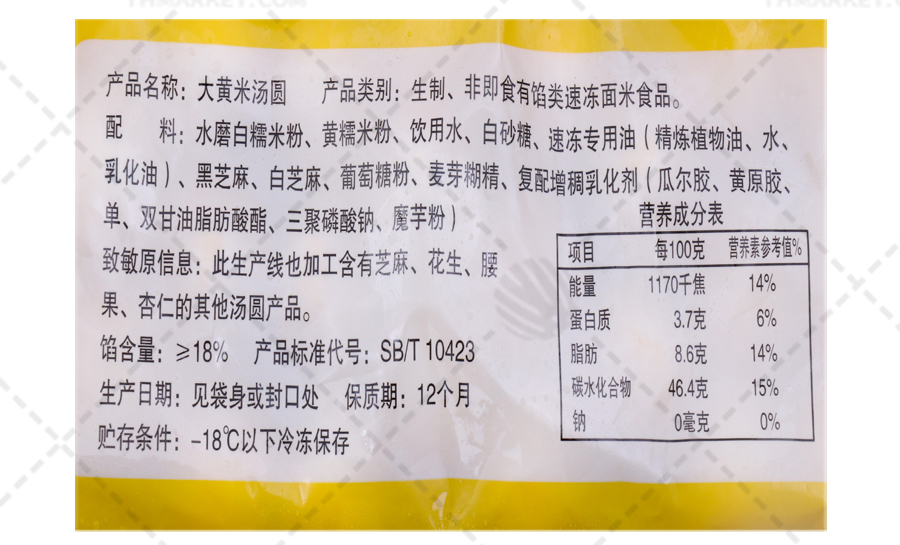 THMARKET.COM
产品名称：大黄米汤圆 产品类别：生制、非即食有馅类速冻面米食品。
配 料：水磨白糯米粉、黄糯米粉、饮用水、白砂糖、速冻专用油（精炼植物油、水、
乳化油）、黑芝麻、白芝麻、葡萄糖粉、麦芽糊精、复配增稠乳化剂（瓜尔胶、黄原胶、
单、双甘油脂肪酸酯、三聚磷酸钠、魔芋粉）
致敏原信息：此生产线也加工含有芝麻、花生、腰
果、杏仁的其他汤圆产品。
馅含量：≥18% 产品标准代号：SB/T 10423
生产日期：见袋身或封口处 保质期：12个月
贮存条件：-18℃以下冷冻保存
营养成分表
项目 每100克 营养素参考值%
能量 1170千焦 14%
蛋白质 3.7克 6%
脂肪 8.6克 14%
碳水化合物 46.4克 15%
钠 0毫克 0%